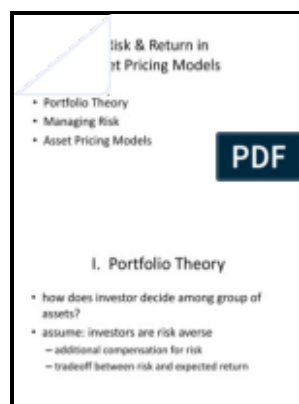 Risk & Return in
et Pricing Models
• Portfolio Theory
• Managing Risk
• Asset Pricing Models
PDF
I. Portfolio Theory
• how does investor decide among group of
assets?
• assume: investors are risk averse
– additional compensation for risk
– tradeoff between risk and expected return